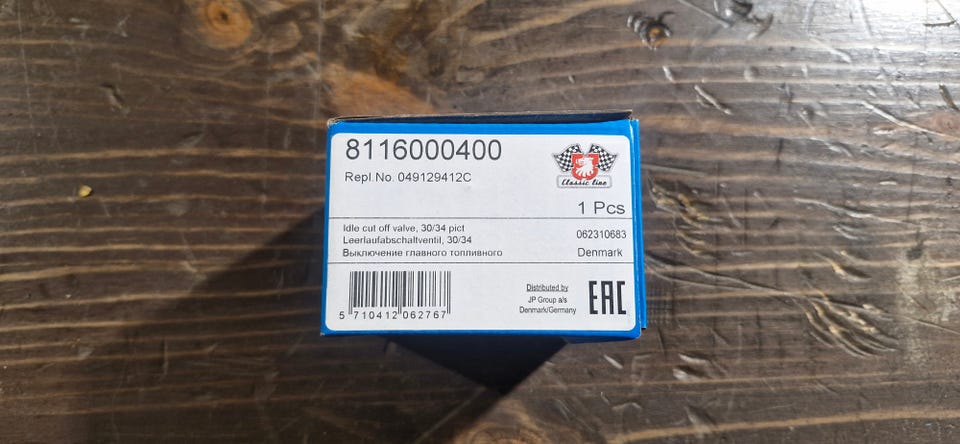 8116000400
Repl.No. 049129412C
Classic line
1 Pcs
Idle cut off valve, 30/34 pict
Leerlaufabschaltventil, 30/34
Выключение главного топливного
062310683
Denmark
5 710412 062767
Distributed by
JP Group a/s
Denmark/Germany
EAC